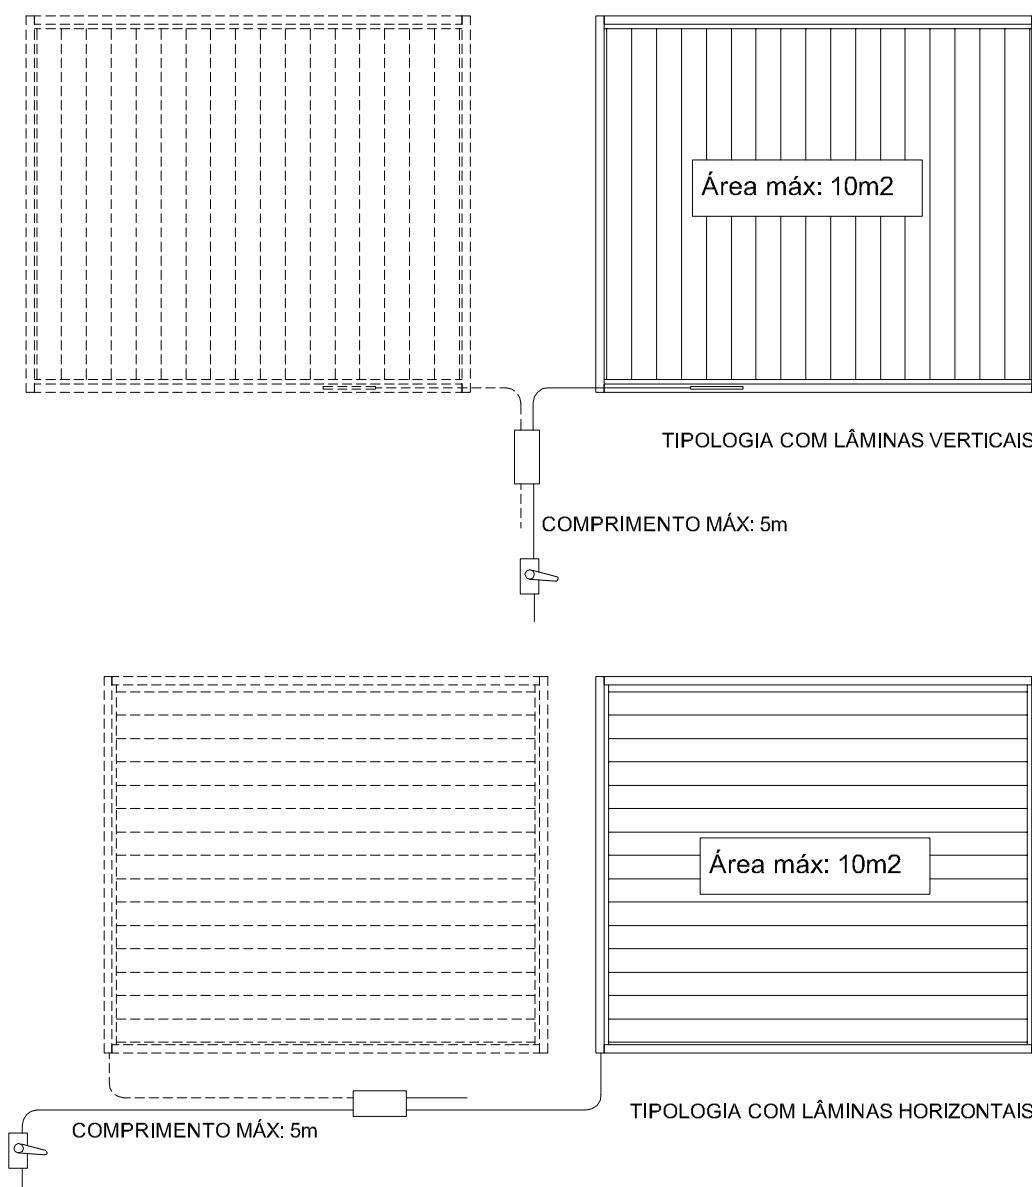 Área máx: 10m2
TIPOLOGIA COM LÂMINAS VERTICAIS
COMPRIMENTO MÁX: 5m
Área máx: 10m2
TIPOLOGIA COM LÂMINAS HORIZONTAIS
COMPRIMENTO MÁX: 5m